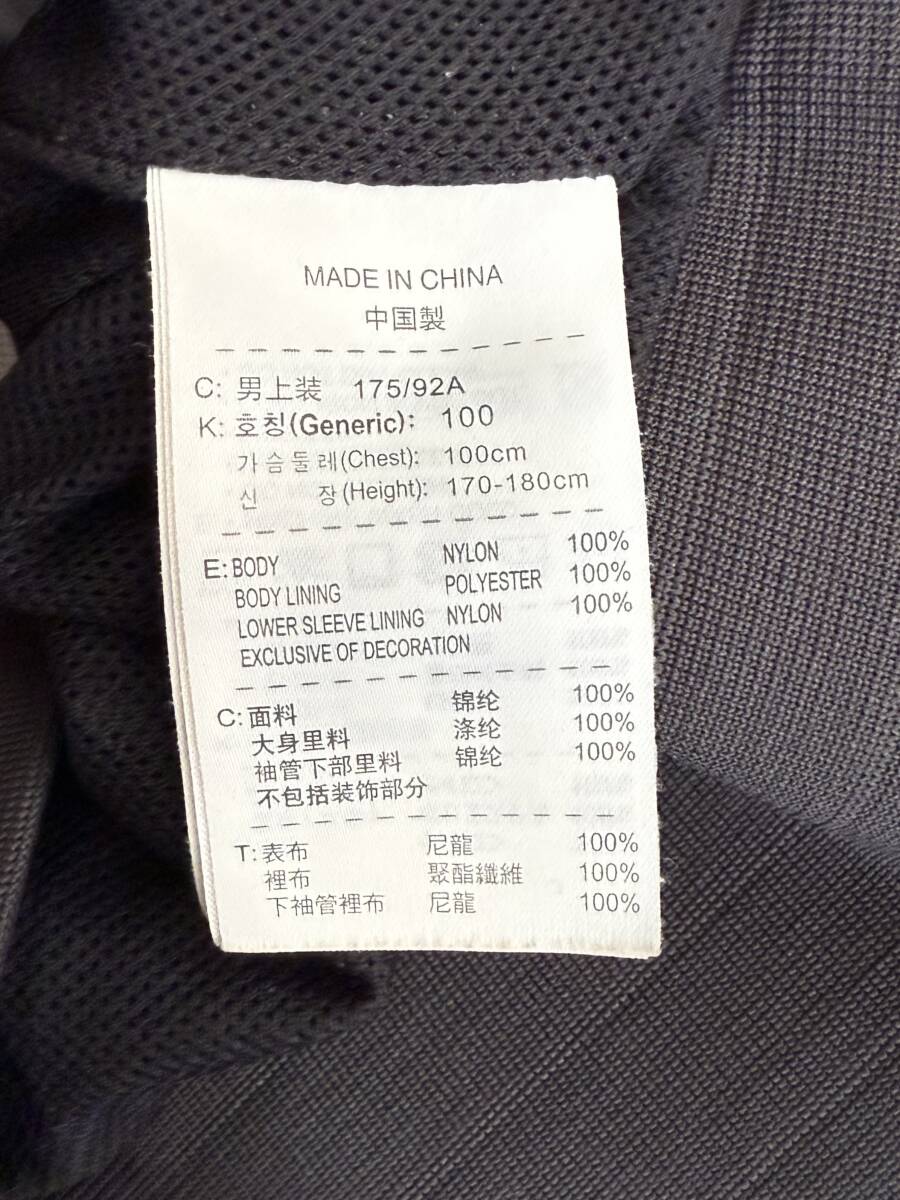 MADE IN CHINA
中国製
C: 男上装 175/92A
K: 호칭(Generic): 100
가슴둘레(Chest): 100cm
신 장(Height): 170-180cm
E: BODY NYLON 100%
BODY LINING POLYESTER 100%
LOWER SLEEVE LINING NYLON 100%
EXCLUSIVE OF DECORATION
C: 面料 锦纶 100%
大身里料 涤纶 100%
袖管下部里料 锦纶 100%
不包括装饰部分
T: 表布 尼龍 100%
裡布 聚酯纖維 100%
下袖管裡布 尼龍 100%